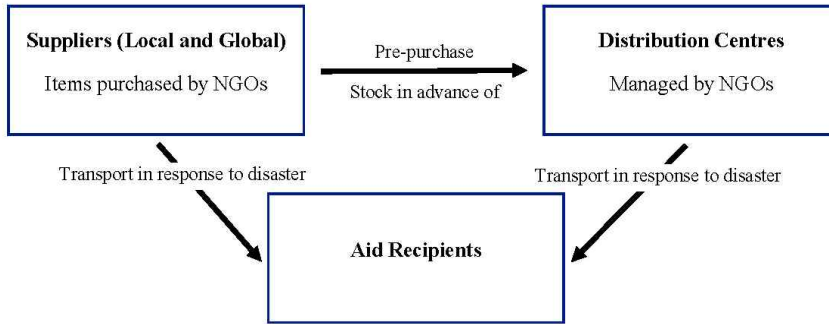 Suppliers (Local and Global)
Items purchased by NGOs
Pre-purchase
Stock in advance of
Distribution Centres
Managed by NGOs
Transport in response to disaster
Transport in response to disaster
Aid Recipients